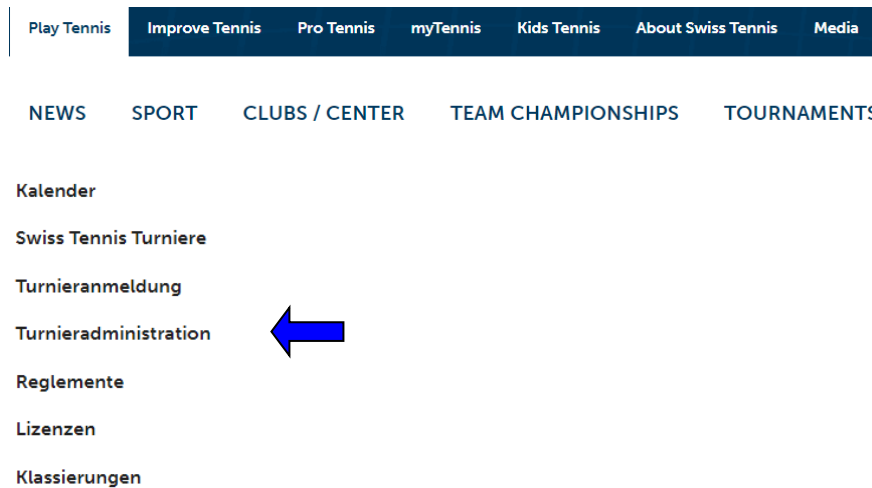 Play Tennis Improve Tennis Pro Tennis myTennis Kids Tennis About Swiss Tennis Media
NEWS SPORT CLUBS / CENTER TEAM CHAMPIONSHIPS TOURNAMENTS
Kalender
Swiss Tennis Turniere
Turnieranmeldung
Turnieradministration
Reglemente
Lizenzen
Klassierungen